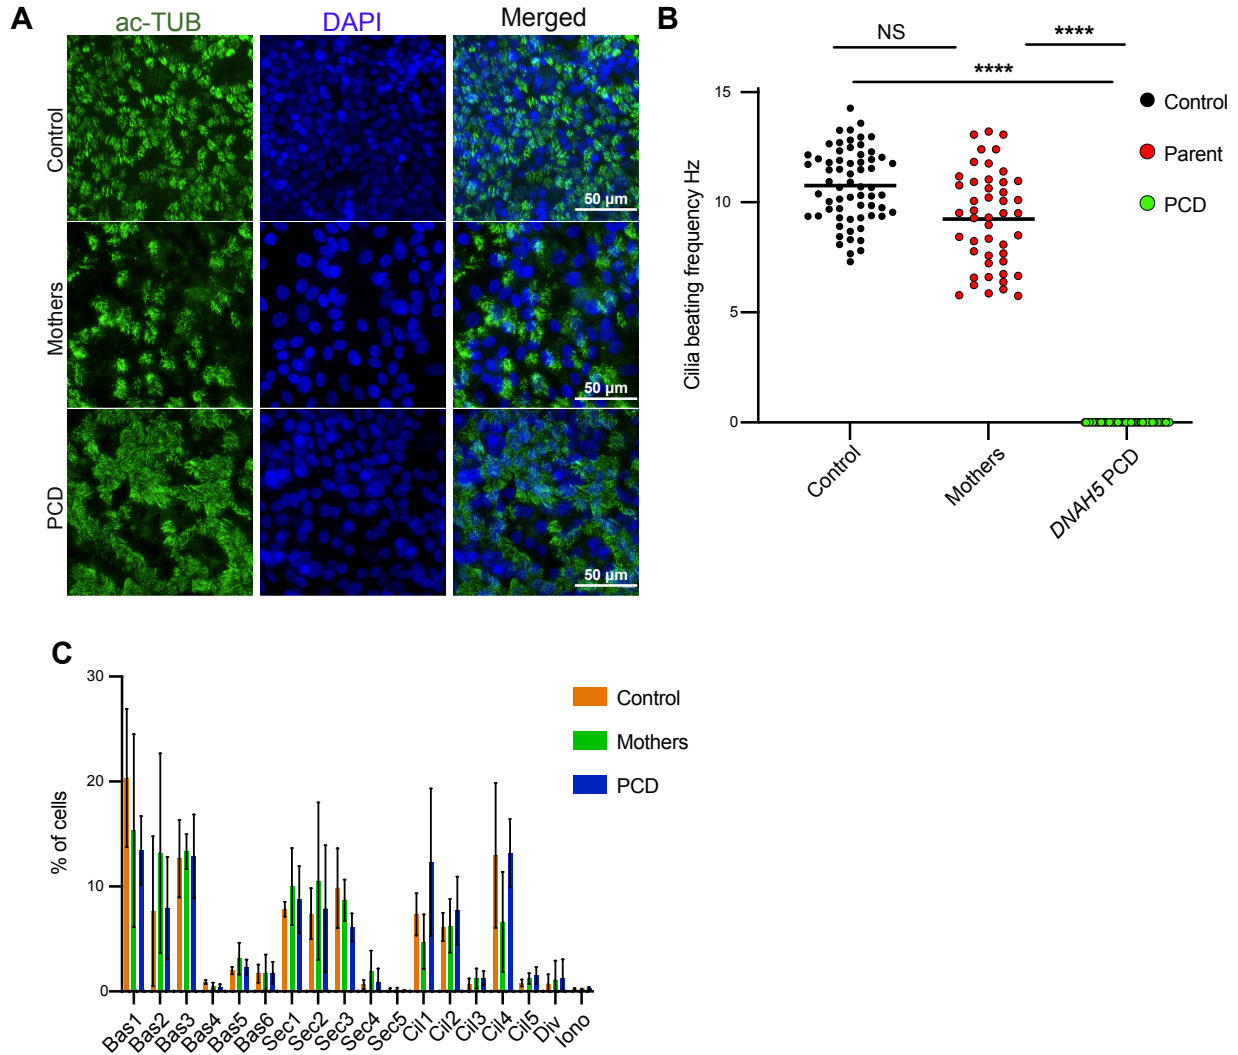 A
ac-TUB
DAPI
Merged
Control
50 µm
Mothers
50 µm
PCD
50 µm
B
NS
****
****
Control
Parent
PCD
Cilia beating frequency Hz
15
10
5
0
Control
Mothers
DNAH5 PCD
C
Control
Mothers
PCD
% of cells
30
20
10
0
Bas1
Bas2
Bas3
Bas4
Bas5
Bas6
Sec1
Sec2
Sec3
Sec4
Sec5
Cil1
Cil2
Cil3
Cil4
Cil5
Div
Iono